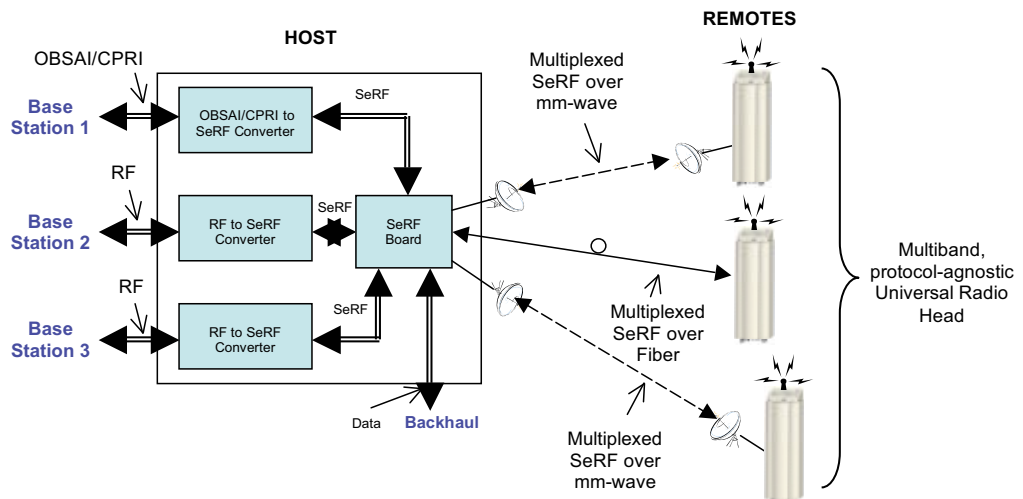 REMOTES
HOST
OBSAI/CPRI
Multiplexed
SeRF over
mm-wave
Base
Station 1
OBSAI/CPRI to
SeRF Converter
SeRF
RF
Base
Station 2
RF to SeRF
Converter
SeRF
SeRF
Board
Multiband,
protocol-agnostic
Universal Radio
Head
RF
Base
Station 3
RF to SeRF
Converter
SeRF
Multiplexed
SeRF over
Fiber
Data
Backhaul
Multiplexed
SeRF over
mm-wave